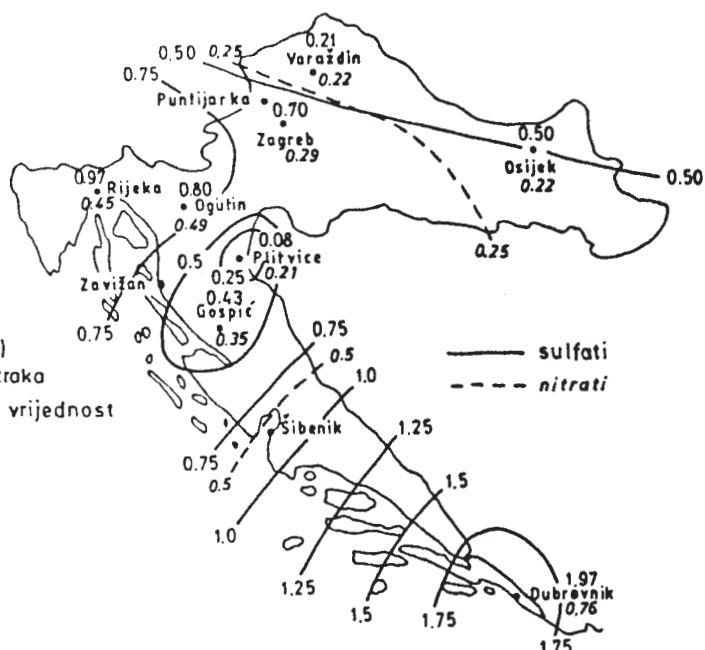 0.21
Varaždin
0.22
0,50 0,25
0.75
Puntijarka
0.70
Zagreb
0.29
0.50
Osijek
0.22
0.50
0.25
0.97
Rijeka
0.45
0.80
Ogulin
0.49
0.08
Plitvice
0.21
0.5
0.25
0.43
Gospić
0.35
Zavižan
0.75
)
raka
vrijednost
sulfati
nitrati
0.75
0.5
1.0
Šibenik
0.75
0.5
1.25
1.0
1.5
1.25
1.5
1.75
1.97
Dubrovnik
0,76
1.75